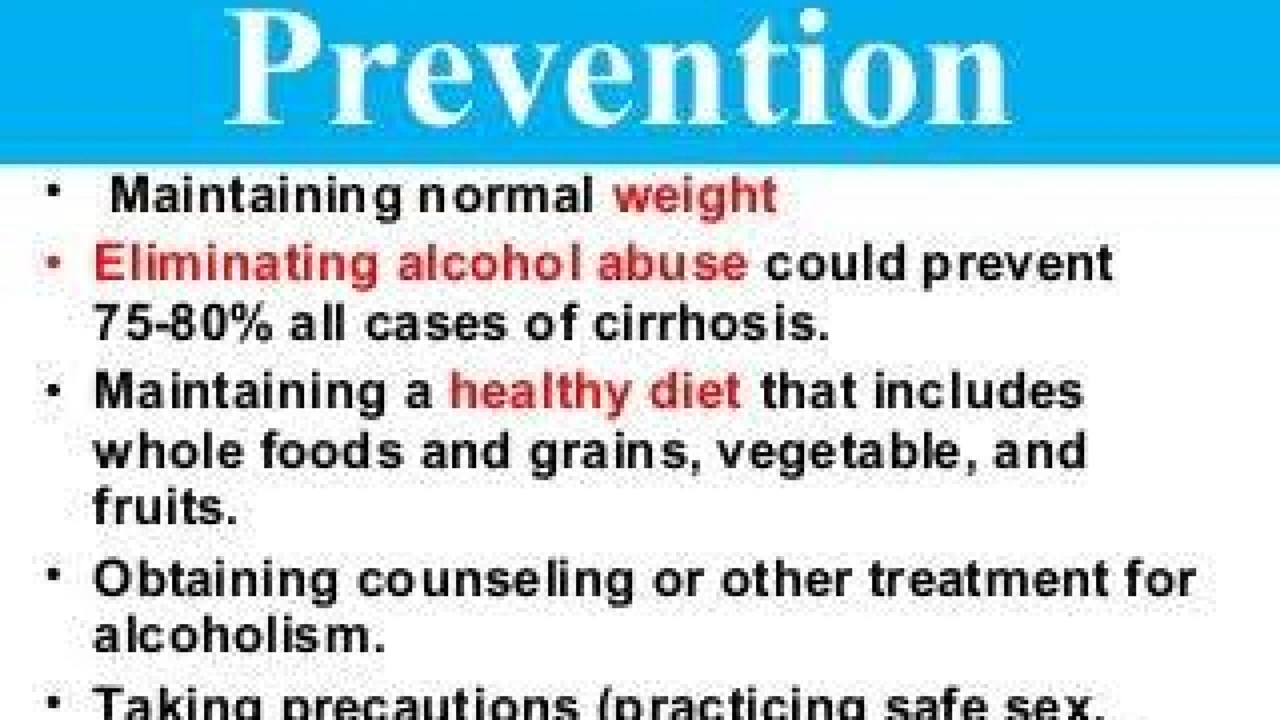 Prevention
• Maintaining normal weight
• Eliminating alcohol abuse could prevent
75-80% all cases of cirrhosis.
• Maintaining a healthy diet that includes
whole foods and grains, vegetable, and
fruits.
• Obtaining counseling or other treatment for
alcoholism.
• Taking precautions (practicing safe sex,